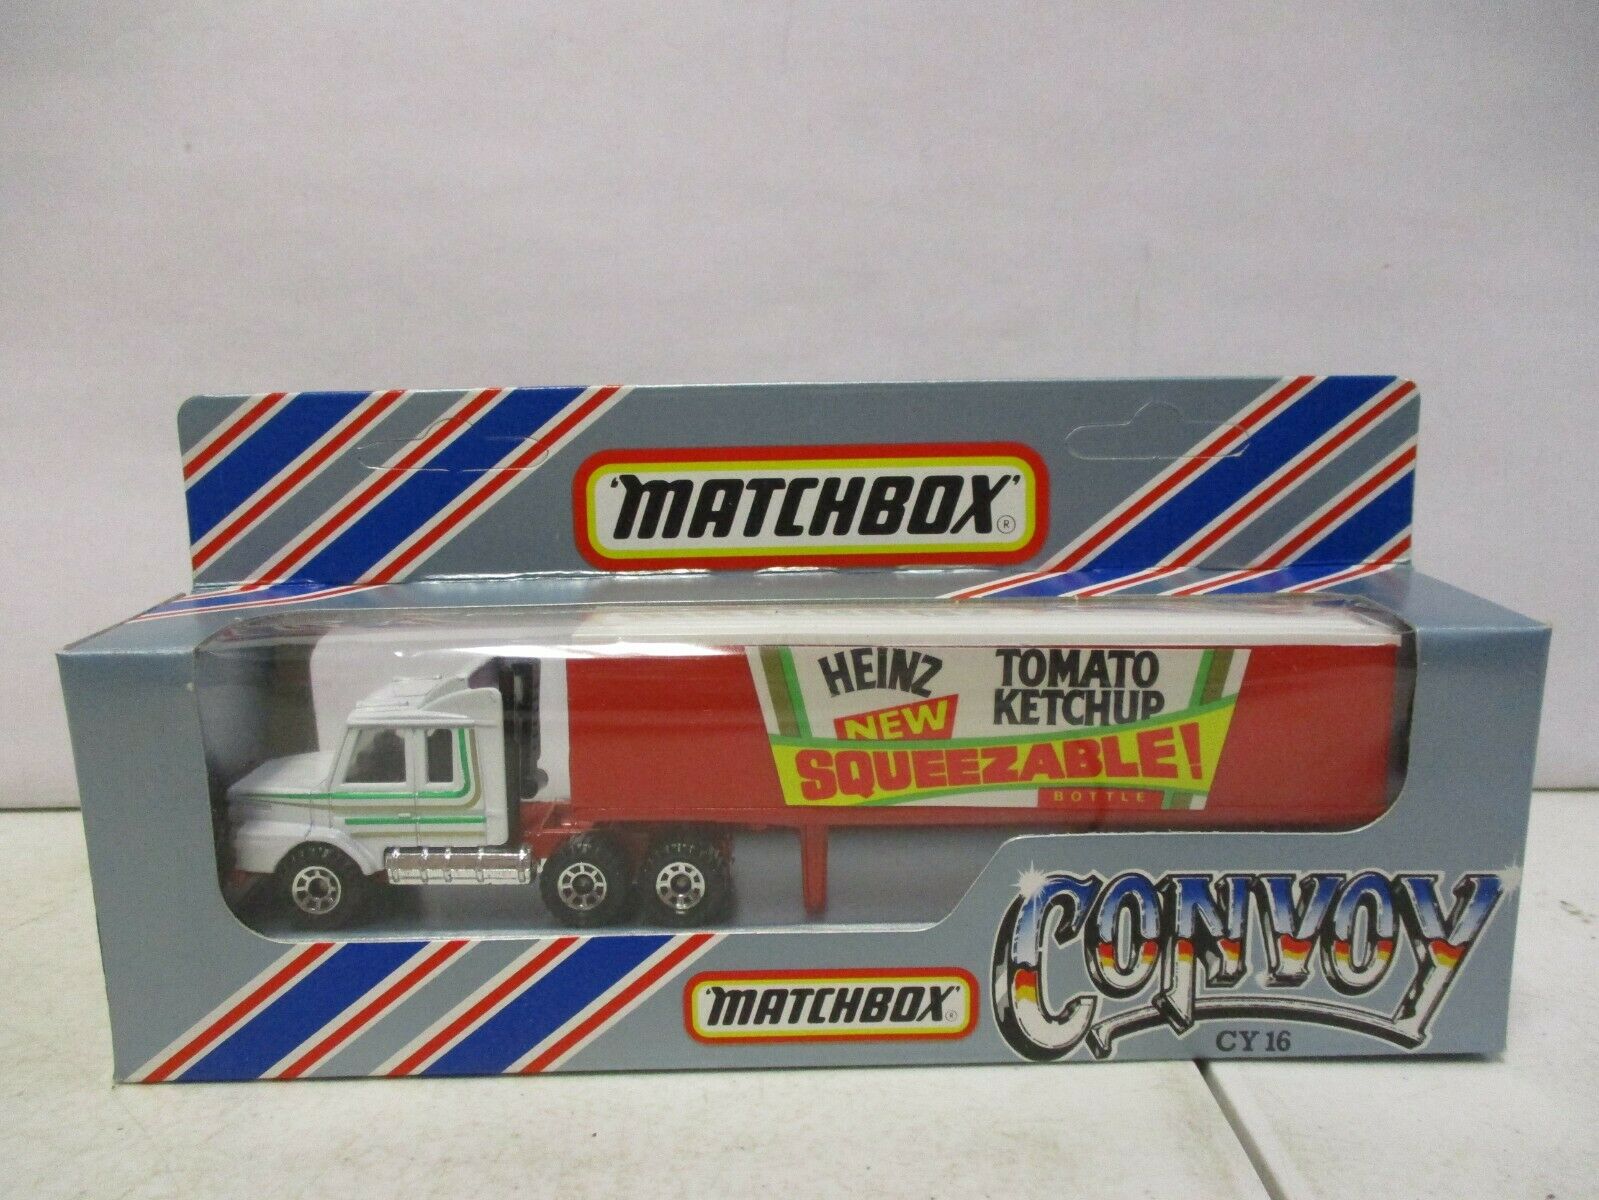 'MATCHBOX'®
HEINZ
TOMATO
KETCHUP
NEW
SQUEEZABLE!
BOTTLE
'MATCHBOX'®
CONVOY
CY 16